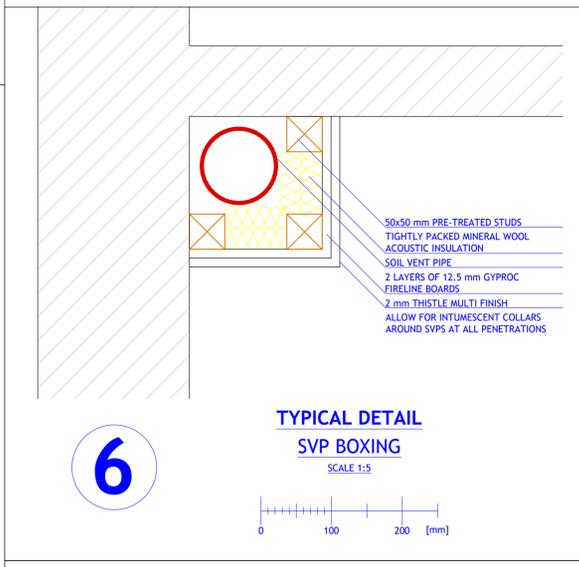 50x50 mm PRE-TREATED STUDS
TIGHTLY PACKED MINERAL WOOL
ACOUSTIC INSULATION
SOIL VENT PIPE
2 LAYERS OF 12.5 mm GYPROC
FIRELINE BOARDS
2 mm THISTLE MULTI FINISH
ALLOW FOR INTUMESCENT COLLARS
AROUND SVPS AT ALL PENETRATIONS
TYPICAL DETAIL
SVP BOXING
SCALE 1:5
6
0 100 200 [mm]